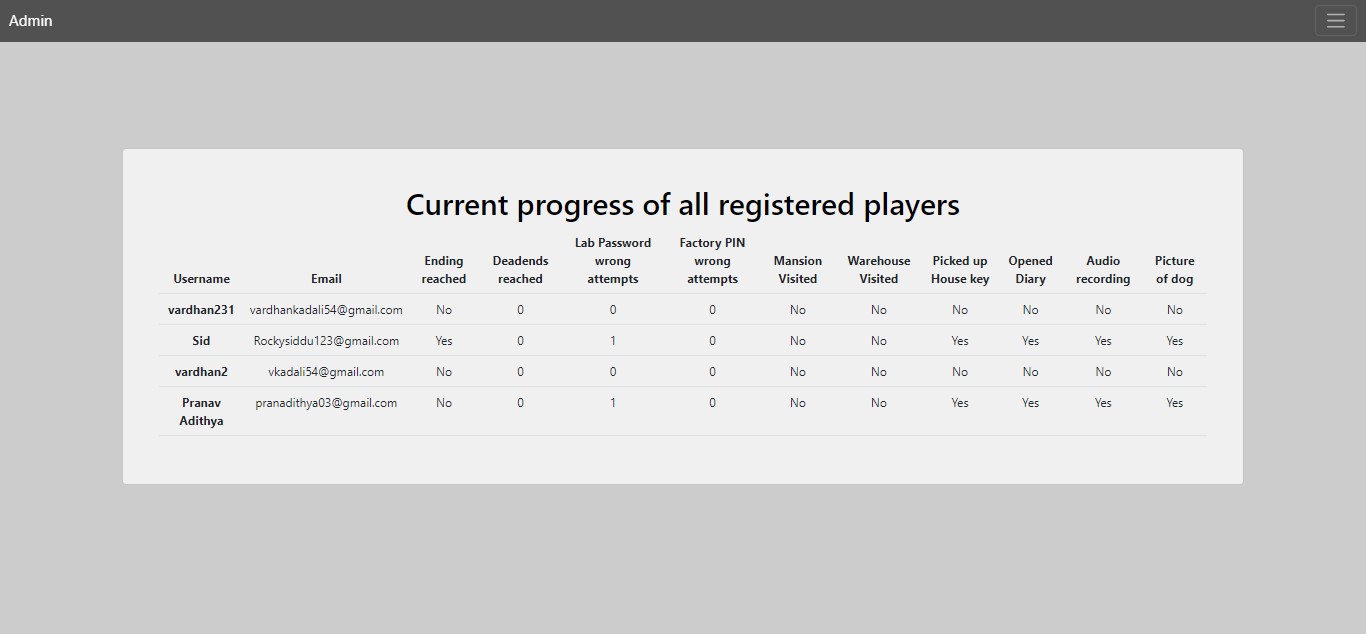 Admin
Current progress of all registered players
Username Email Ending reached Deadends reached Lab Password wrong attempts Factory PIN wrong attempts Mansion Visited Warehouse Visited Picked up House key Opened Diary Audio recording Picture of dog
vardhan231 vardhankadali54@gmail.com No 0 0 0 No No No No No No
Sid Rockysiddu123@gmail.com Yes 0 1 0 No No Yes Yes Yes Yes
vardhan2 vkadali54@gmail.com No 0 0 0 No No No No No No
Pranav Adithya pranadithya03@gmail.com No 0 1 0 No No Yes Yes Yes Yes